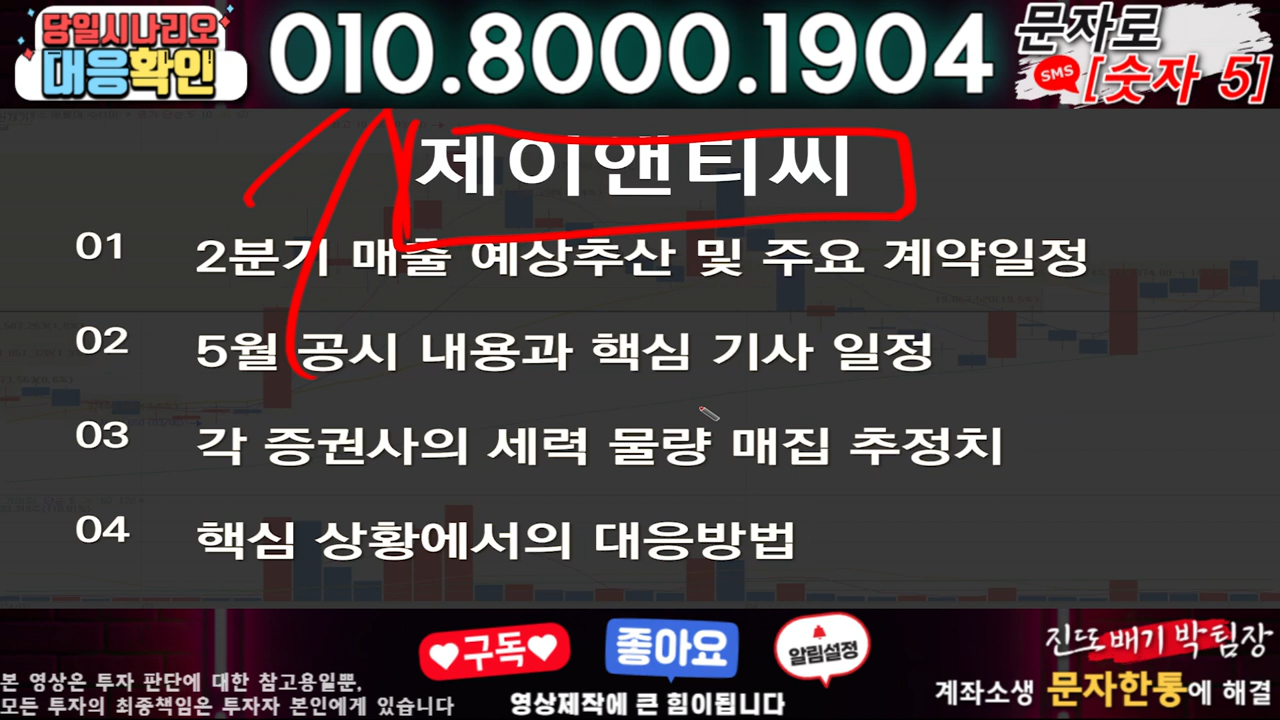 당일시나리오
대응확인
010.8000.1904
문자로
SMS [숫자 5]
제이앤티씨
01 2분기 매출 예상추산 및 주요 계약일정
02 5월 공시 내용과 핵심 기사 일정
03 각 증권사의 세력 물량 매집 추정치
04 핵심 상황에서의 대응방법
구독
좋아요
알림설정
영상제작에 큰 힘이됩니다
본 영상은 투자 판단에 대한 참고용일뿐,
모든 투자의 최종책임은 투자자 본인에게 있습니다
진또배기 박팀장
계좌소생 문자한통에 해결